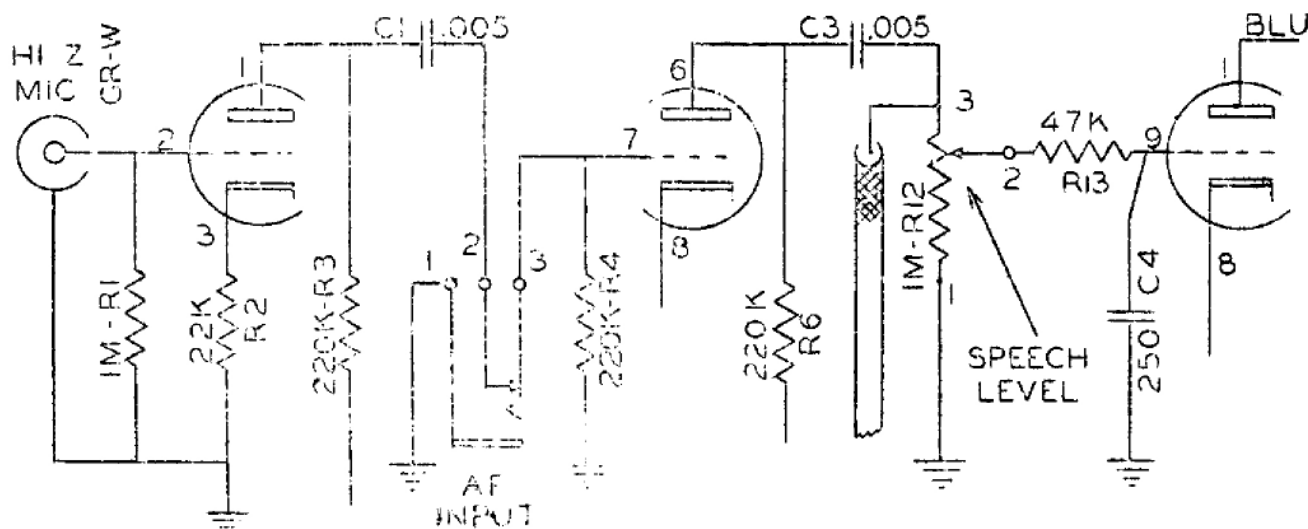 HI Z
MIC
GR-W
1
2
3
1M-R1
22K
R2
220K-R3
C1
.005
1
2
3
AF
INPUT
220K-R4
6
7
8
220K
R6
C3
.005
3
1M-R12
2
1
SPEECH
LEVEL
47K
R13
9
C4
250
BLU
1
8